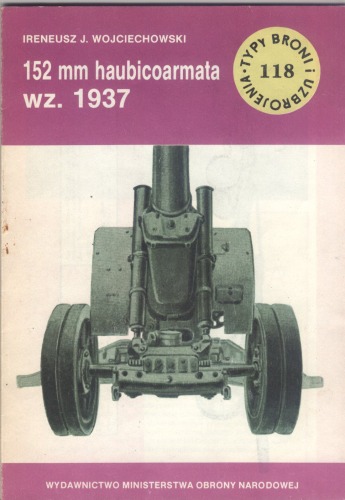 IRENEUSZ J. WOJCIECHOWSKI
152 mm haubicoarmata
wz. 1937
TYPY BRONI i UZBROJENIA •
118
WYDAWNICTWO MINISTERSTWA OBRONY NARODOWEJ